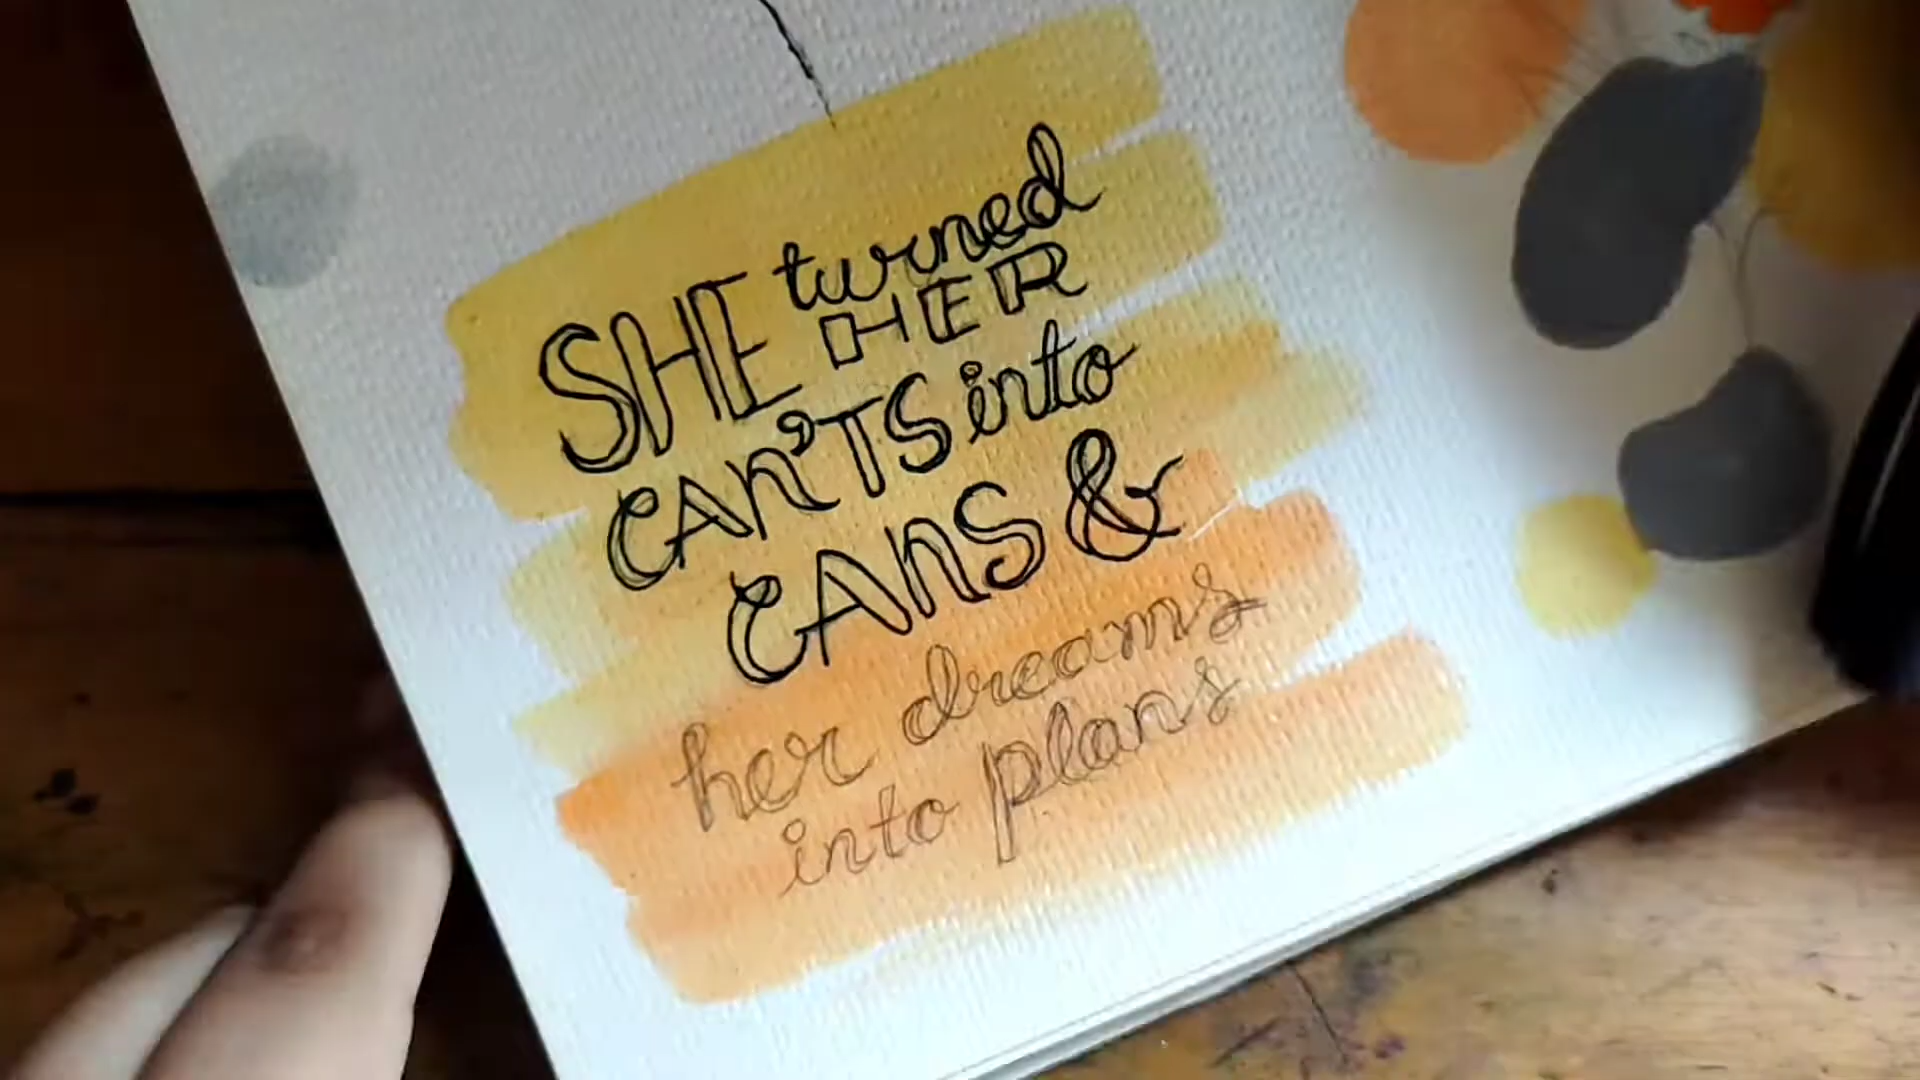 SHE turned
HER
CAN'TS into
CANS &
her dreams
into plans